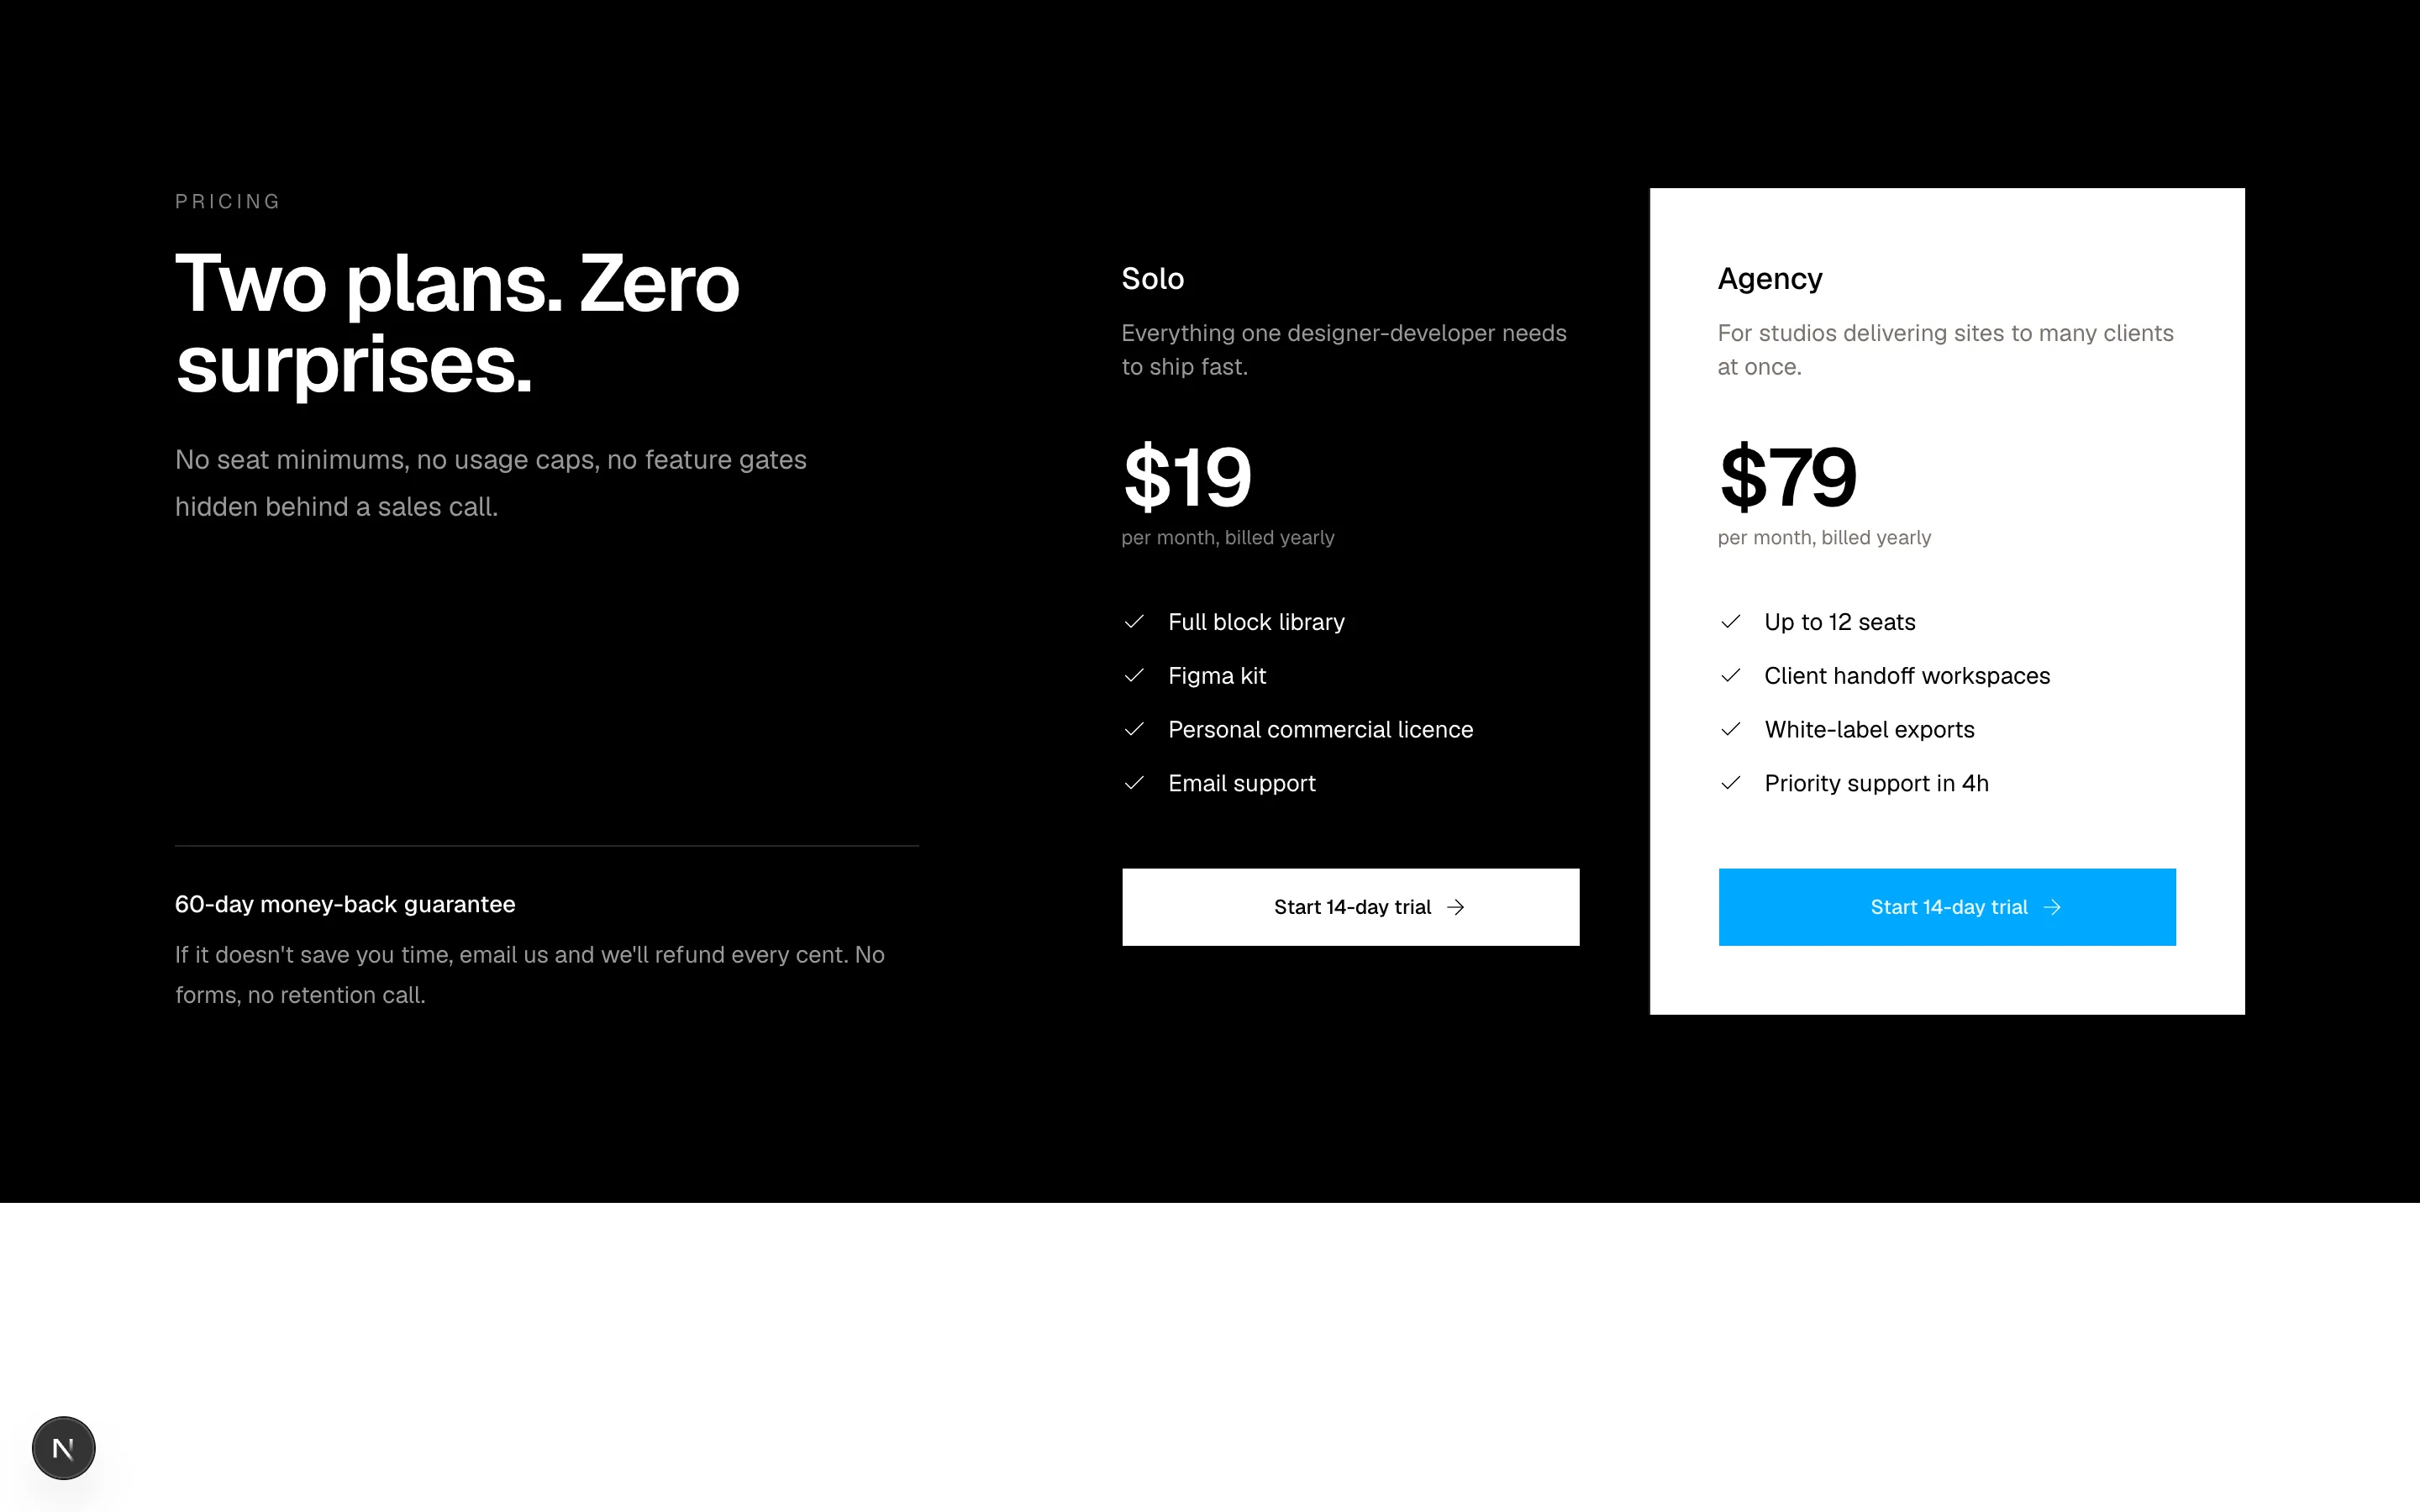 PRICING
Two plans. Zero
surprises.
No seat minimums, no usage caps, no feature gates
hidden behind a sales call.
60-day money-back guarantee
If it doesn't save you time, email us and we'll refund every cent. No
forms, no retention call.
Solo
Everything one designer-developer needs
to ship fast.
$19
per month, billed yearly
Full block library
Figma kit
Personal commercial licence
Email support
Start 14-day trial →
Agency
For studios delivering sites to many clients
at once.
$79
per month, billed yearly
Up to 12 seats
Client handoff workspaces
White-label exports
Priority support in 4h
Start 14-day trial →
N